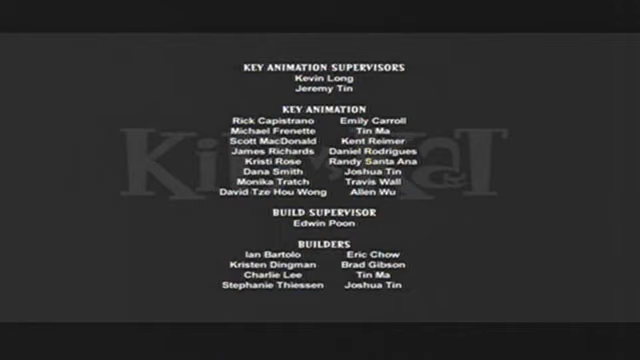 KEY ANIMATION SUPERVISORS
Kevin Long
Jeremy Tin
KEY ANIMATION
Rick Capistrano Emily Carroll
Michael Frenette Tin Ma
Scott MacDonald Kent Reimer
James Richards Daniel Rodrigues
Kristi Rose Randy Santa Ana
Dana Smith Joshua Tin
Monika Tratch Travis Wall
David Tze Hou Wong Allen Wu
BUILD SUPERVISOR
Edwin Poon
BUILDERS
Ian Bartolo Eric Chow
Kristen Dingman Brad Gibson
Charlie Lee Tin Ma
Stephanie Thiessen Joshua Tin